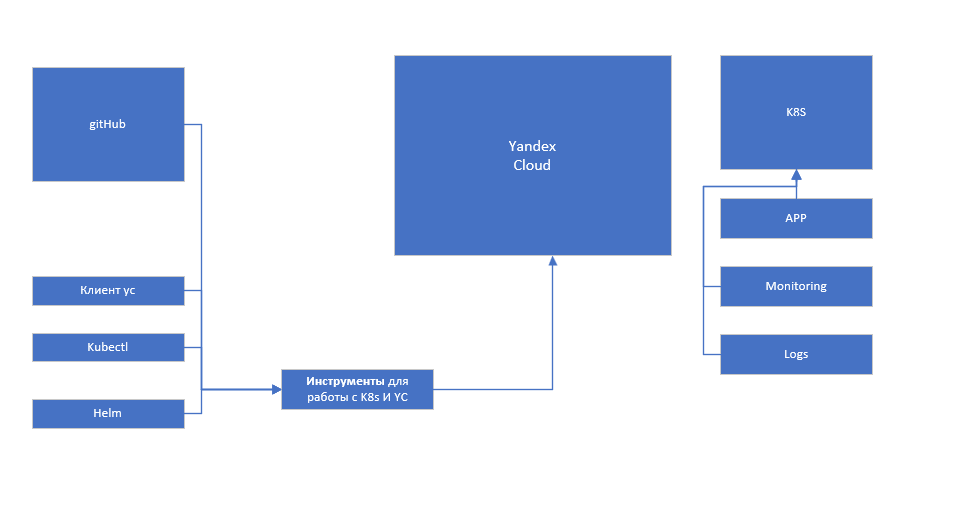 gitHub
Клиент yc
Kubectl
Helm
Инструменты для
работы с K8s И YC
Yandex
Cloud
K8S
APP
Monitoring
Logs